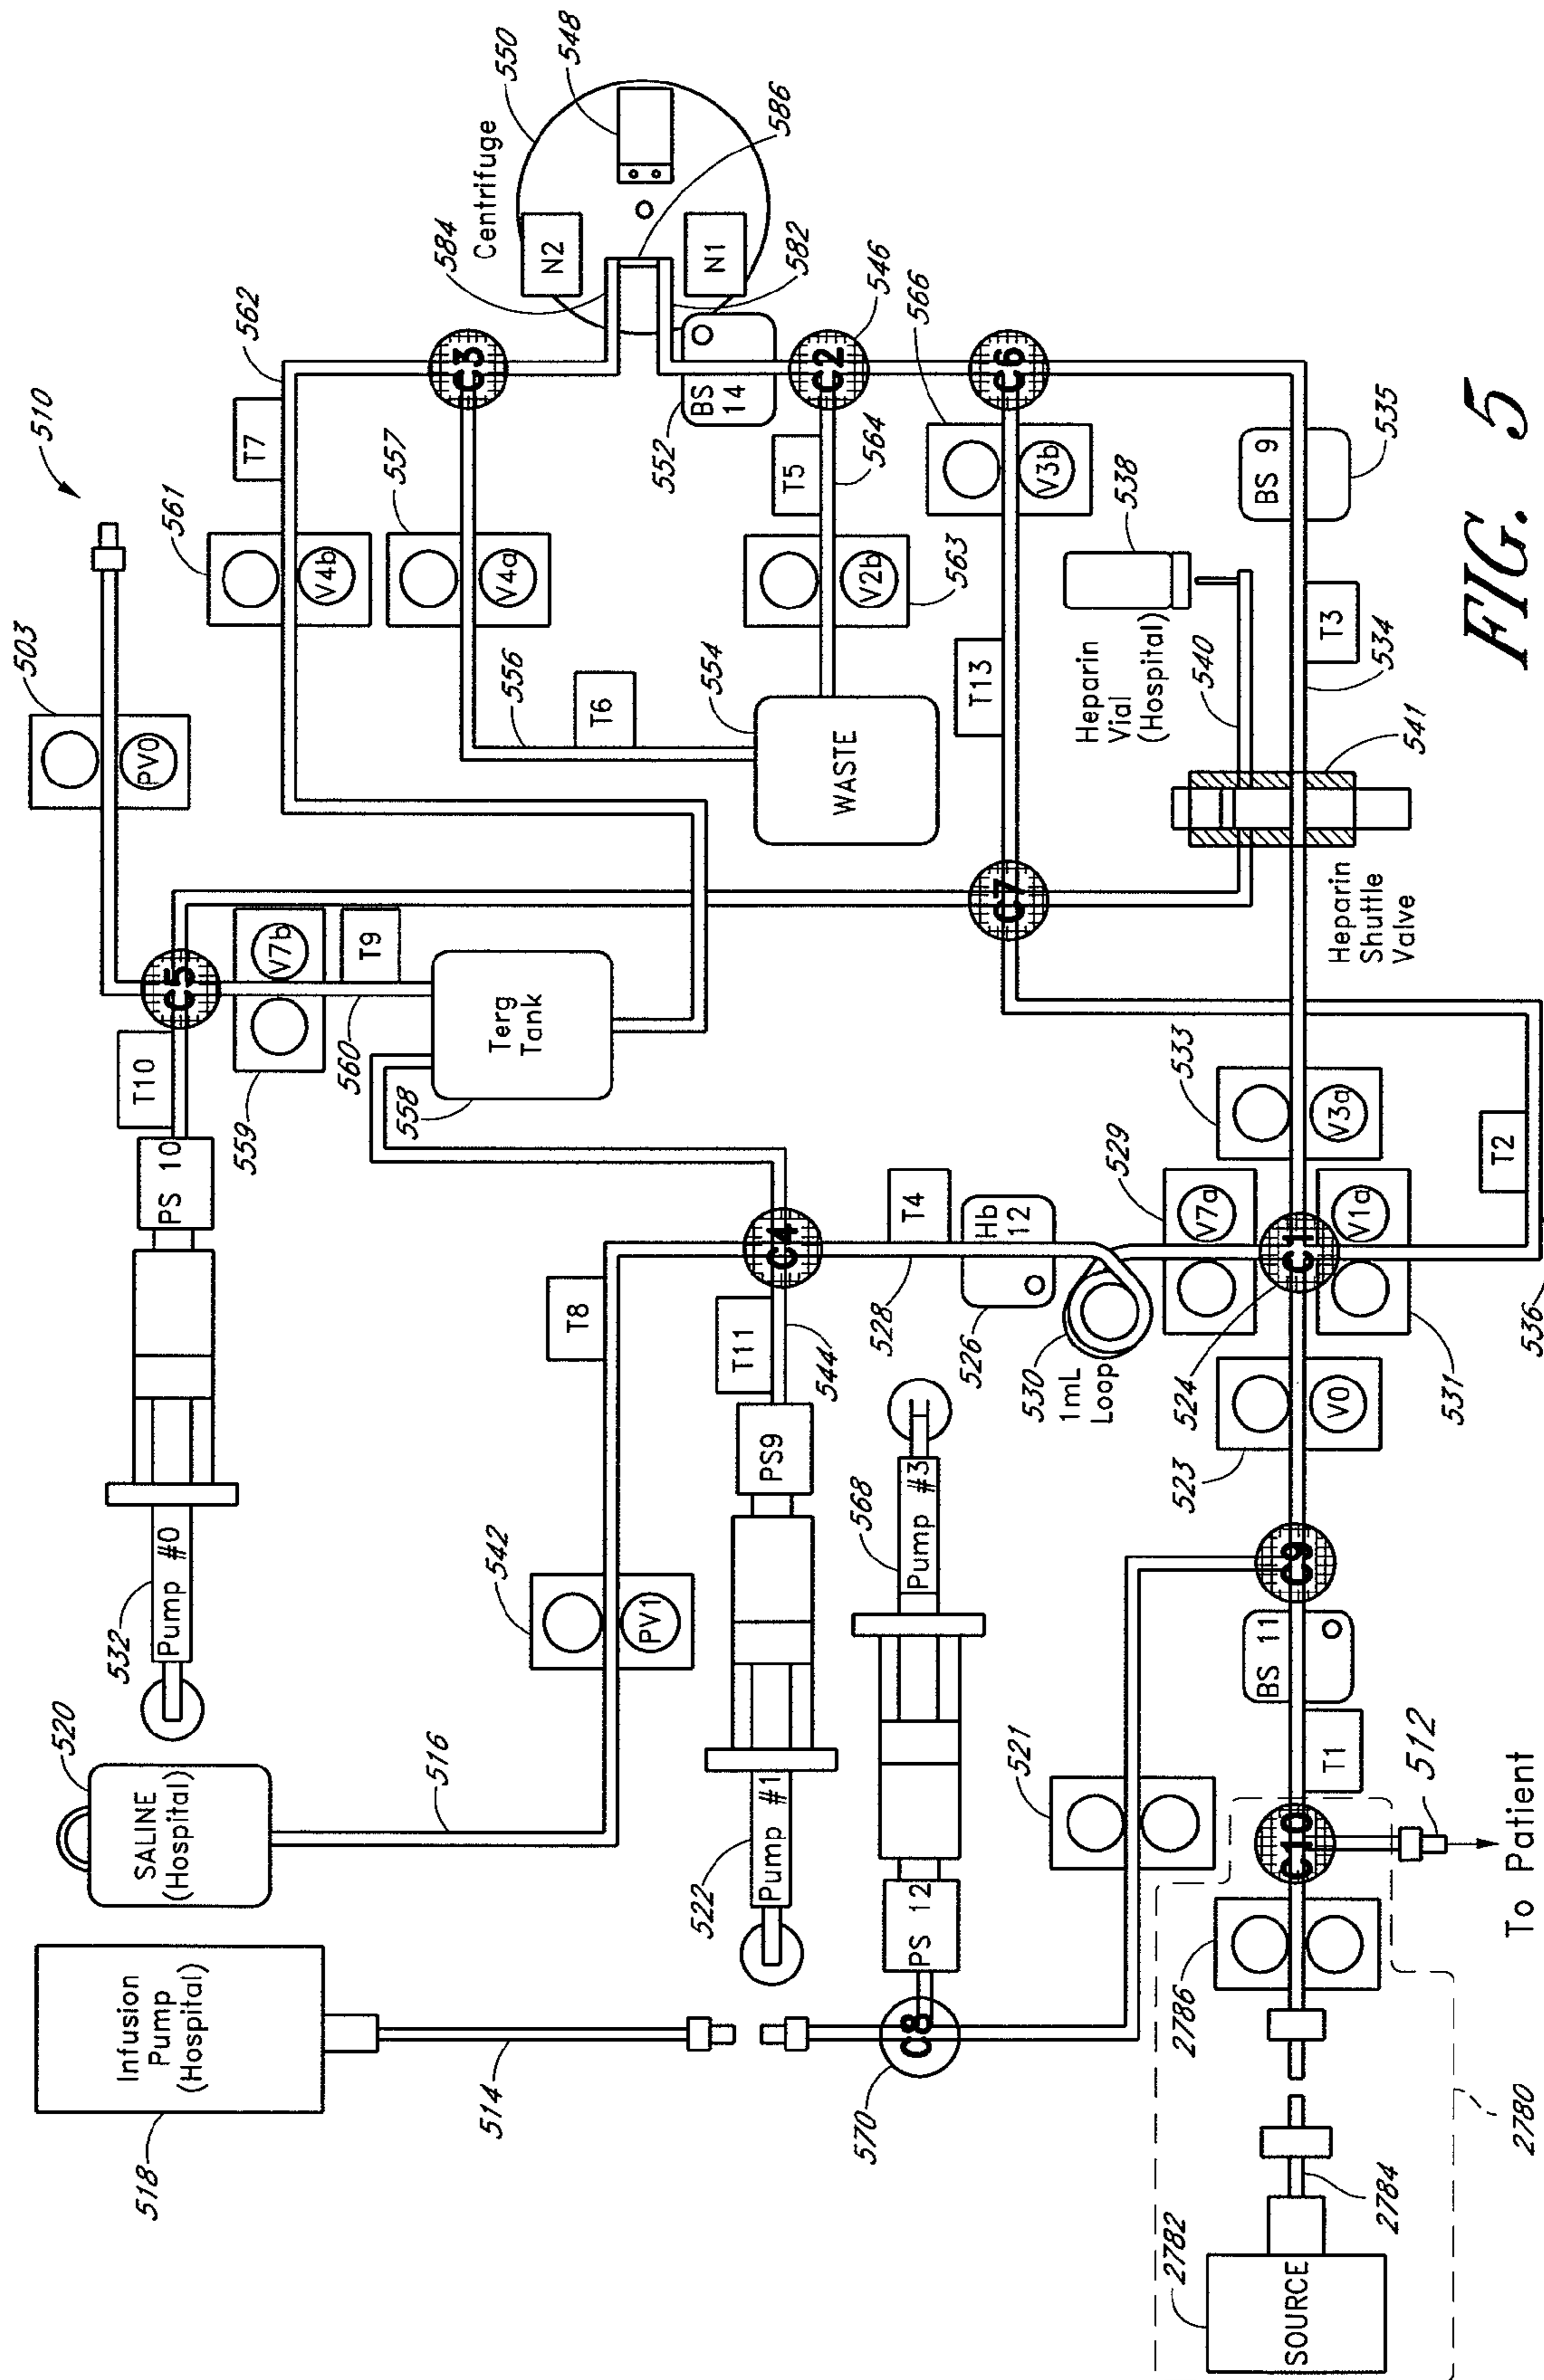 510
503
PV0
561
V4b
T7
562
557
V4a
556
T6
584
Centrifuge
550
548
586
N2
N1
582
552
BS
14
C3
C2
546
T5
564
V2b
563
554
WASTE
566
V3b
C6
T13
538
Heparin
Vial
(Hospital)
540
541
Heparin
Shuttle
Valve
BS 9
535
T3
534
532
Pump #0
PS 10
T10
C5
V7b
559
T9
560
Terg
Tank
558
C7
520
SALINE
(Hospital)
516
542
PV1
T8
522
Pump #1
PS9
T11
544
C4
528
T4
Hb
12
526
530
1mL
Loop
529
V7a
533
V3a
C1
524
V1a
531
V0
523
T2
536
518
Infusion
Pump
(Hospital)
514
570
C8
PS 12
568
Pump #3
521
C9
BS 11
T1
C10
512
To Patient
2786
2780
2782
SOURCE
2784
FIG. 5